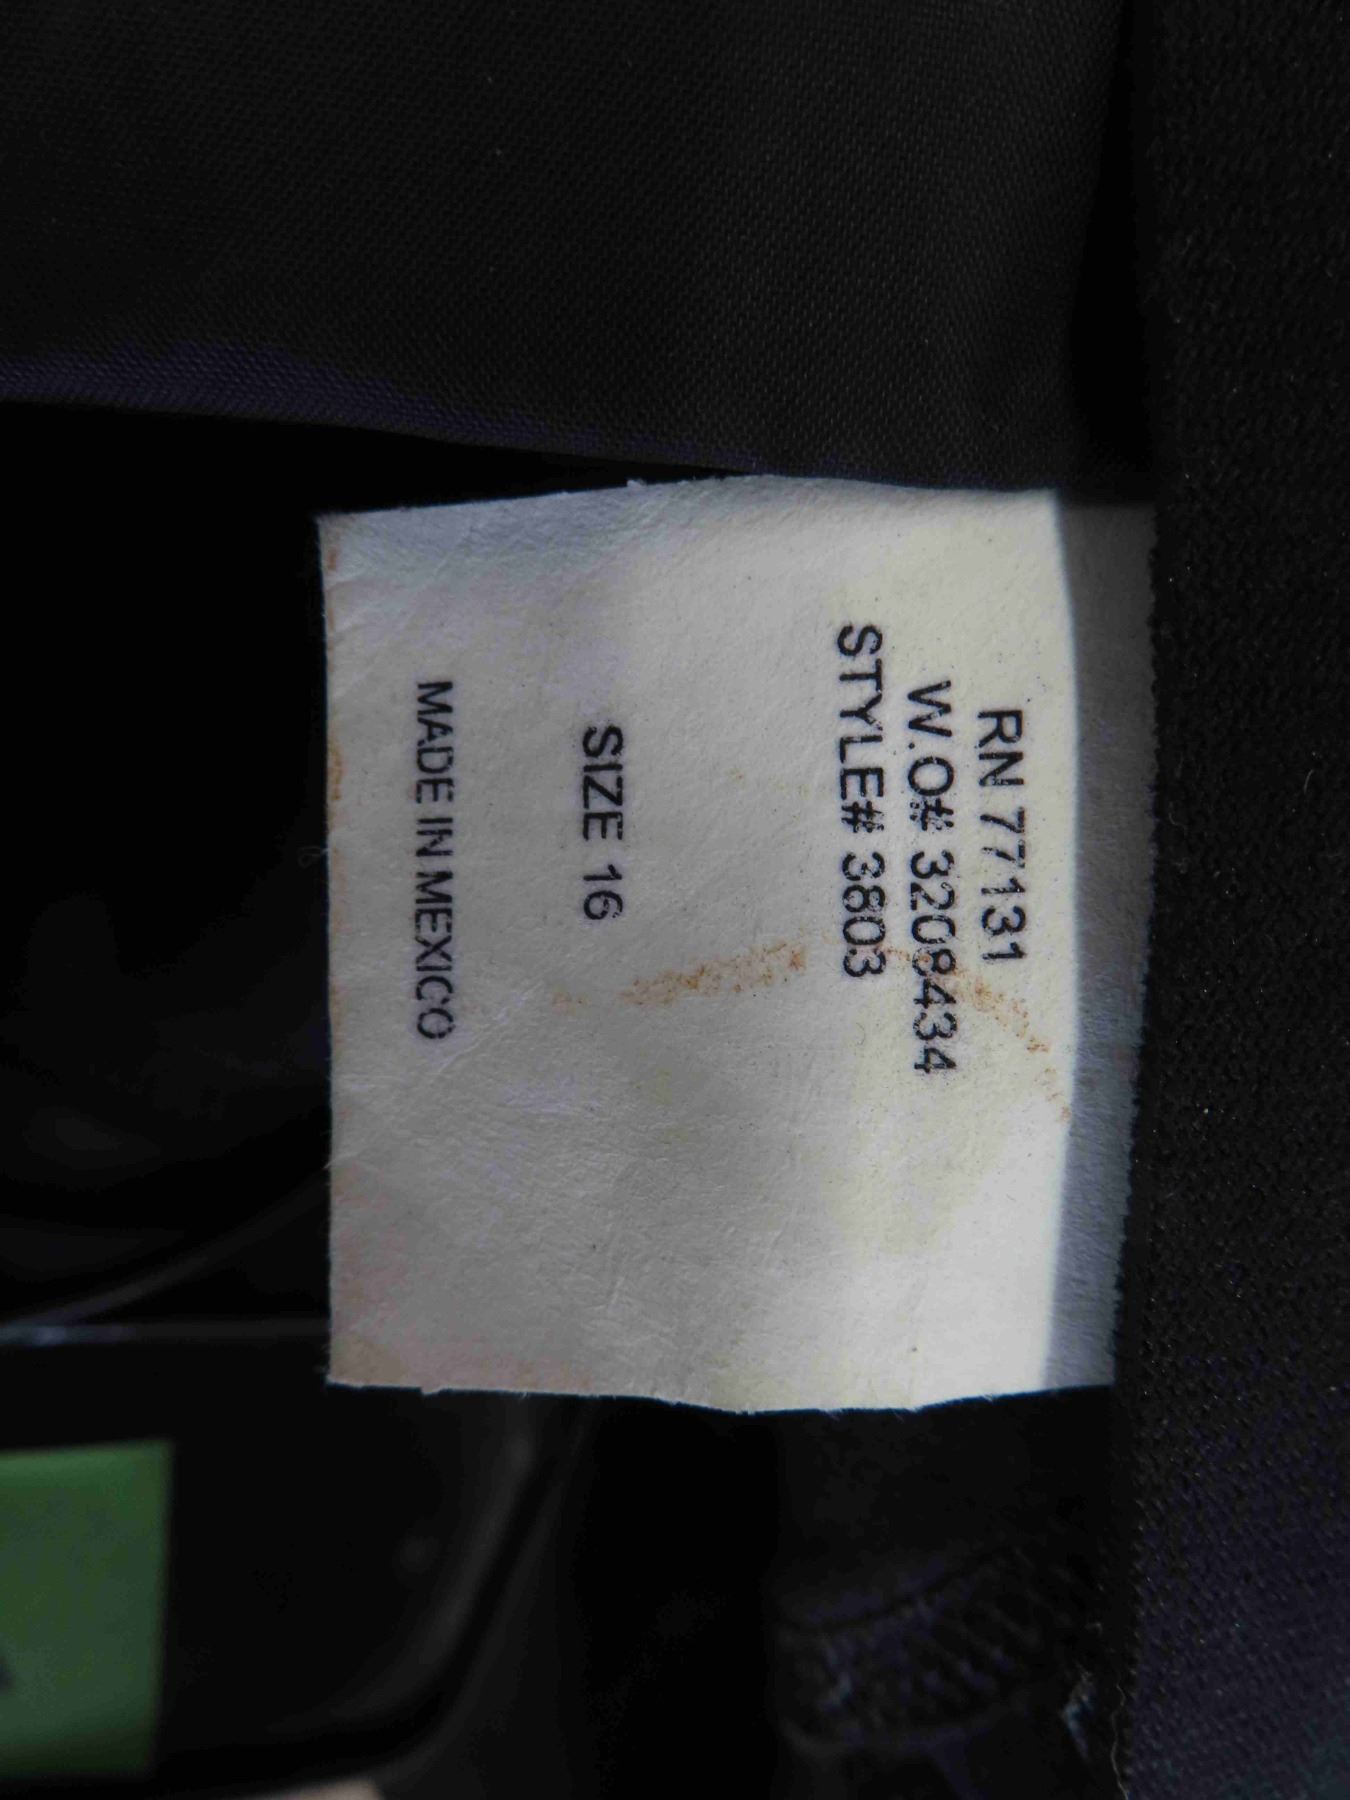 RN 77131
W.O# 3208434
STYLE# 3803
SIZE 16
MADE IN MEXICO